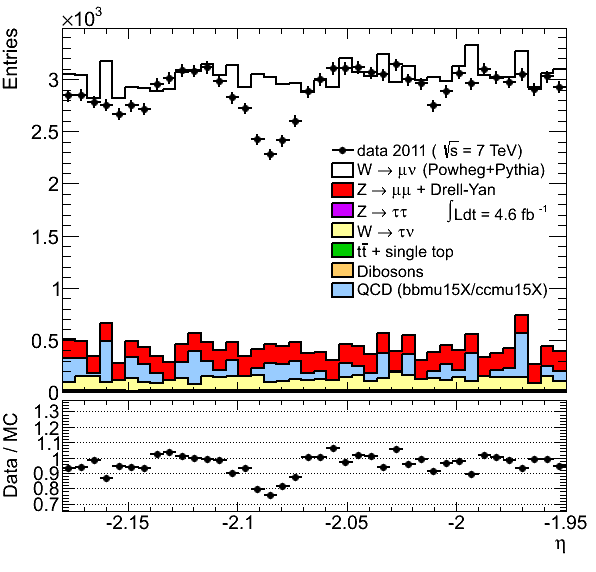 ×10³
Entries
3
2.5
2
1.5
1
0.5
0
data 2011 ( √s = 7 TeV)
W → μν (Powheg+Pythia)
Z → μμ + Drell-Yan
Z → ττ
∫Ldt = 4.6 fb⁻¹
W → τν
tt̄ + single top
Dibosons
QCD (bbmu15X/ccmu15X)
Data / MC
1.3
1.2
1.1
1
0.9
0.8
0.7
-2.15 -2.1 -2.05 -2 -1.95
η